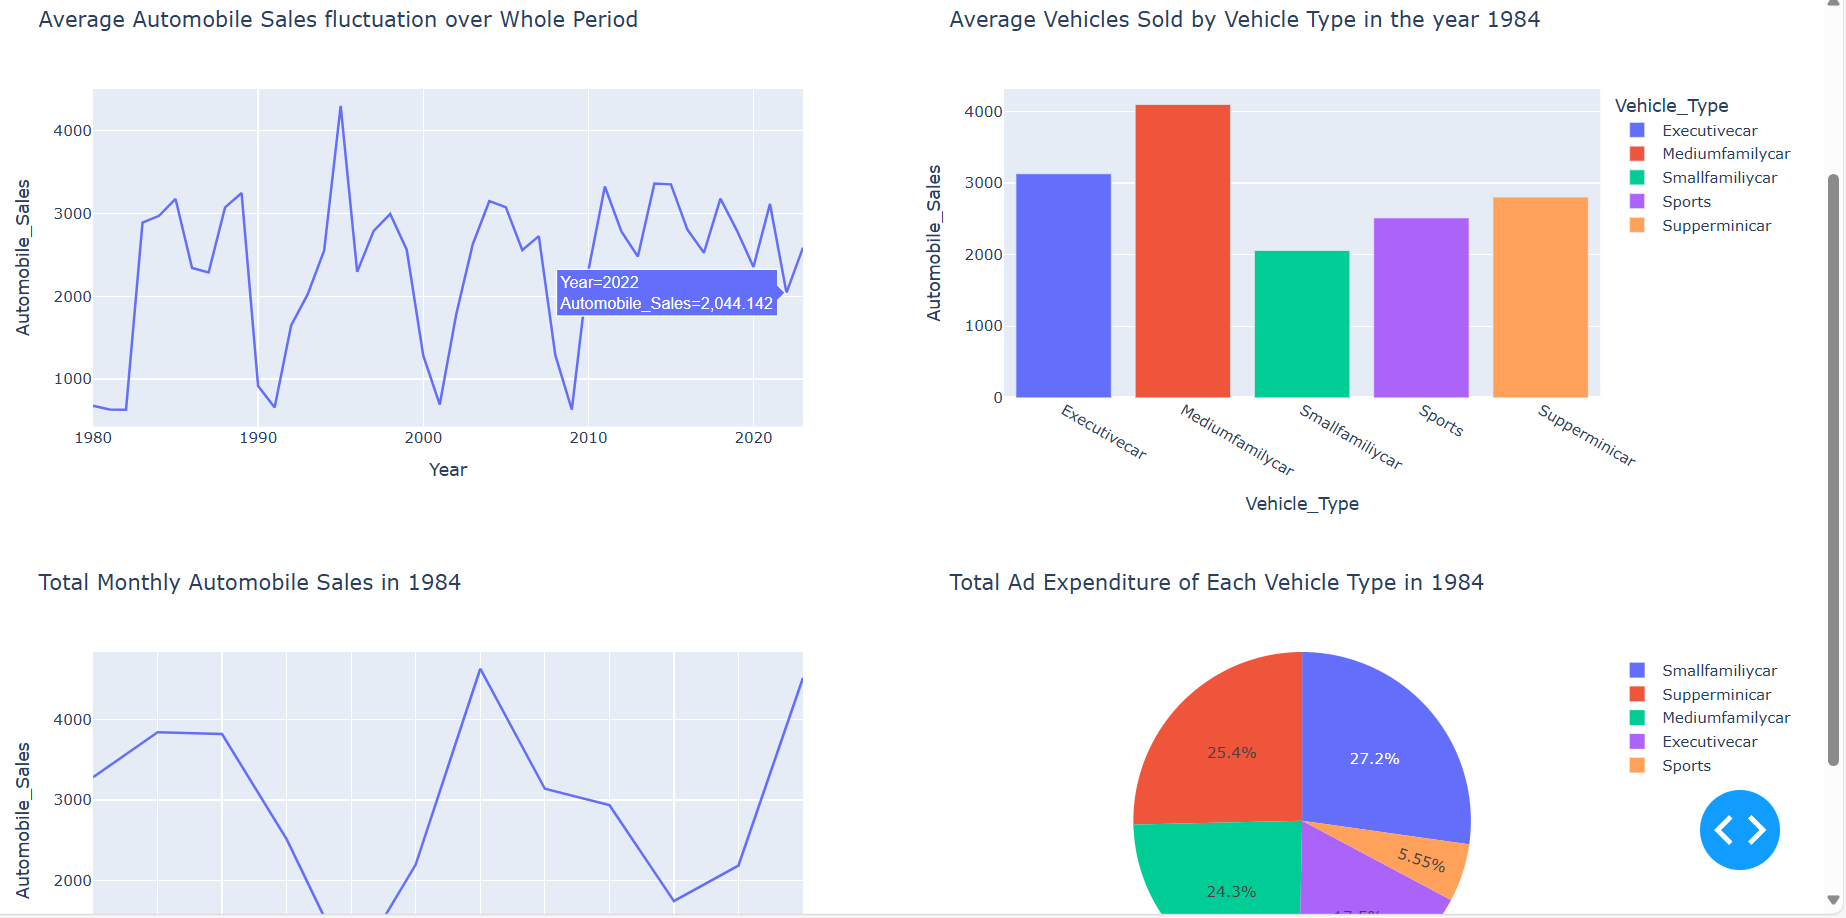 Average Automobile Sales fluctuation over Whole Period
4000
3000
2000
1000
Automobile_Sales
Year=2022
Automobile_Sales=2,044.142
1980 1990 2000 2010 2020
Year
Average Vehicles Sold by Vehicle Type in the year 1984
4000
3000
2000
1000
0
Automobile_Sales
Executivecar Mediumfamilycar Smallfamiliycar Sports Supperminicar
Vehicle_Type
Vehicle_Type
Executivecar
Mediumfamilycar
Smallfamiliycar
Sports
Supperminicar
Total Monthly Automobile Sales in 1984
4000
3000
2000
Automobile_Sales
Total Ad Expenditure of Each Vehicle Type in 1984
25.4%
27.2%
5.55%
24.3%
17.5%
Smallfamiliycar
Supperminicar
Mediumfamilycar
Executivecar
Sports